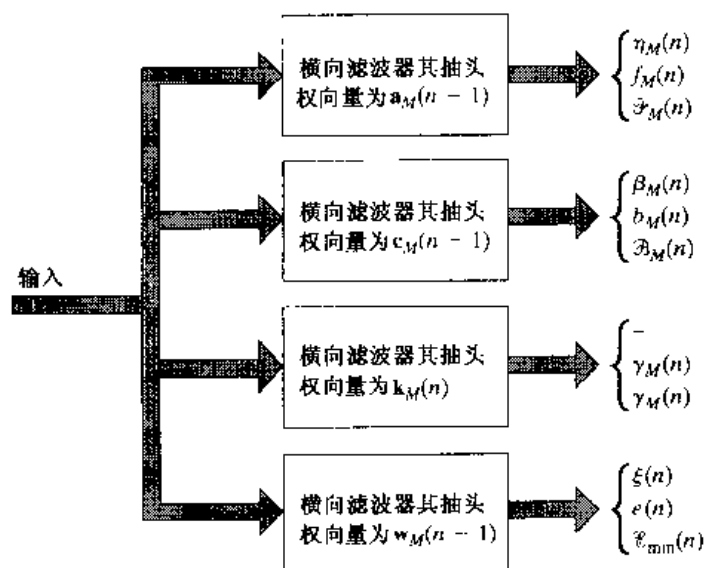 横向滤波器其抽头
权向量为 a_M(n − 1)
η_M(n)
f_M(n)
ℱ_M(n)
横向滤波器其抽头
权向量为 c_M(n − 1)
β_M(n)
b_M(n)
ℬ_M(n)
输入
横向滤波器其抽头
权向量为 k_M(n)
–
γ_M(n)
γ_M(n)
横向滤波器其抽头
权向量为 w_M(n − 1)
ξ(n)
e(n)
ℰ_min(n)